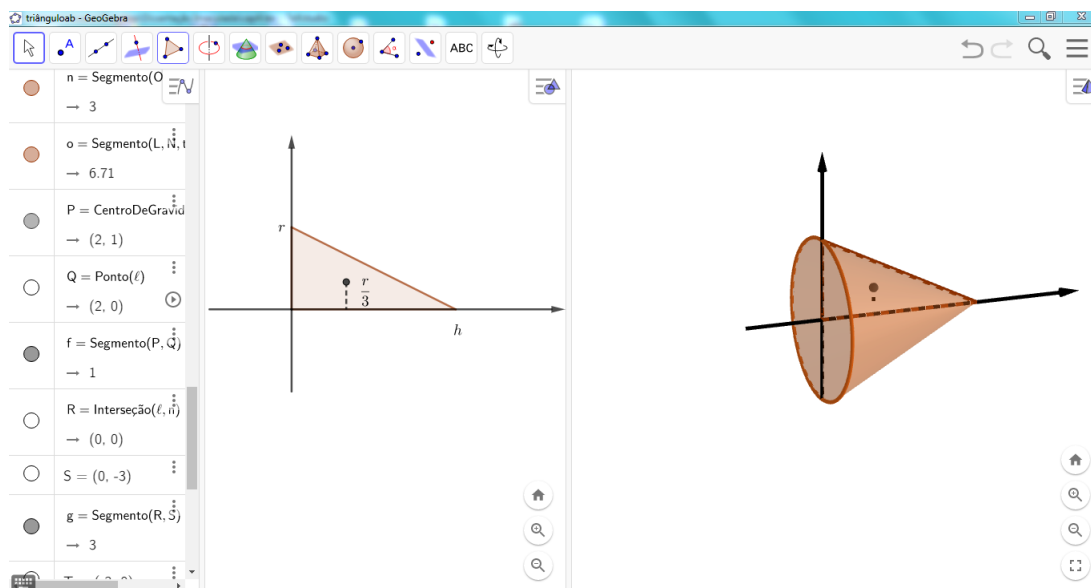 triânguloab - GeoGebra
A
ABC
n = Segmento(O
→ 3
o = Segmento(L, N, t
→ 6.71
P = CentroDeGravid
→ (2, 1)
Q = Ponto(ℓ)
→ (2, 0)
f = Segmento(P, Q)
→ 1
R = Interseção(ℓ, n)
→ (0, 0)
S = (0, -3)
g = Segmento(R, S)
→ 3
r
r
3
h